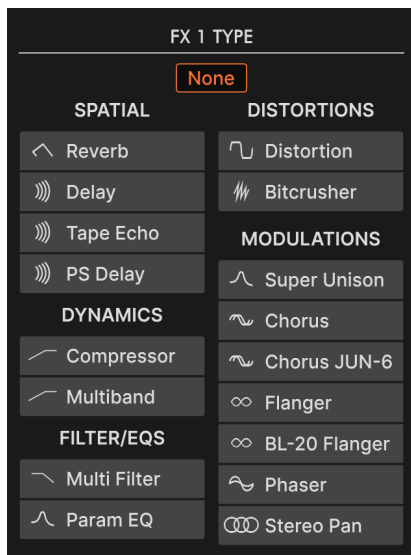 FX 1 TYPE
None
SPATIAL
Reverb
Delay
Tape Echo
PS Delay
DYNAMICS
Compressor
Multiband
FILTER/EQS
Multi Filter
Param EQ
DISTORTIONS
Distortion
Bitcrusher
MODULATIONS
Super Unison
Chorus
Chorus JUN-6
Flanger
BL-20 Flanger
Phaser
Stereo Pan